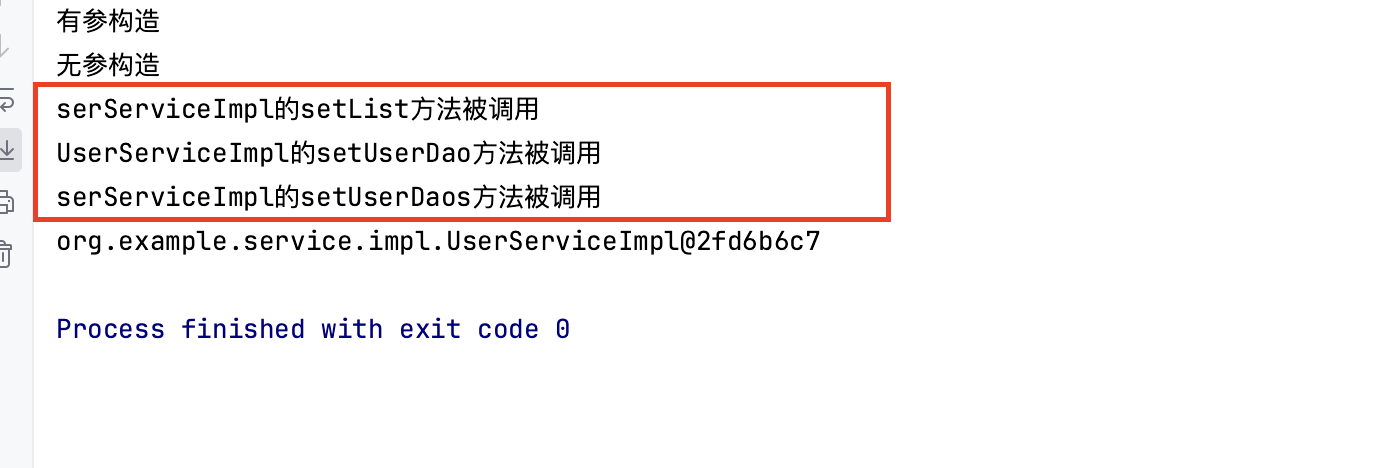 有参构造
无参构造
serServiceImpl的setList方法被调用
UserServiceImpl的setUserDao方法被调用
serServiceImpl的setUserDaos方法被调用
org.example.service.impl.UserServiceImpl@2fd6b6c7
Process finished with exit code 0